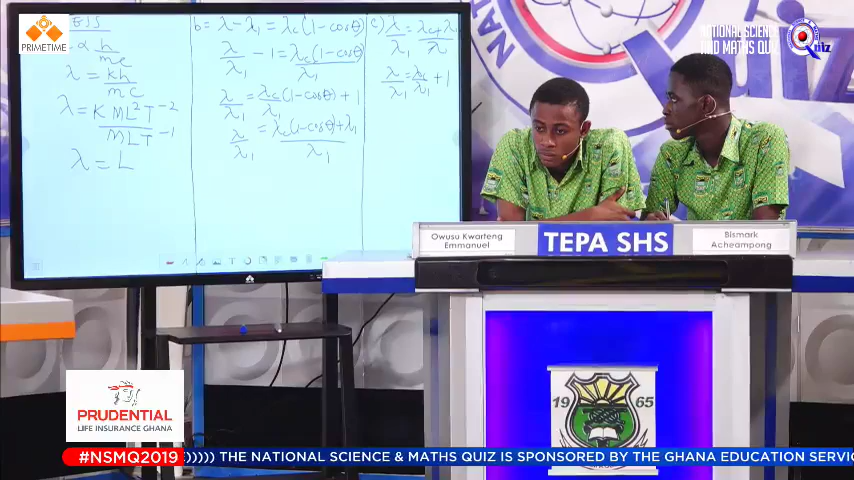 PRIMETIME
α h
mc
λ = kh
mc
λ = K ML²T⁻²
MLT⁻¹
λ = L
b = λ - λ₁ = λc(1-cosθ)
λ/λ₁ - 1 = λc(1-cosθ)/λ₁
λ/λ₁ = λc/λ₁ (1-cosθ) + 1
λ/λ₁ = λc(1-cosθ)+λ₁/λ₁
c) λ/λ₁ = λc+λ₁/λ₁
λ/λ₁ = λc/λ₁ + 1
NATIONAL SCIENCE
AND MATHS QUIZ
Quiz
Owusu Kwarteng
Emmanuel
TEPA SHS
Bismark
Acheampong
19 65
PRUDENTIAL
LIFE INSURANCE GHANA
#NSMQ2019
))))) THE NATIONAL SCIENCE & MATHS QUIZ IS SPONSORED BY THE GHANA EDUCATION SERVIC